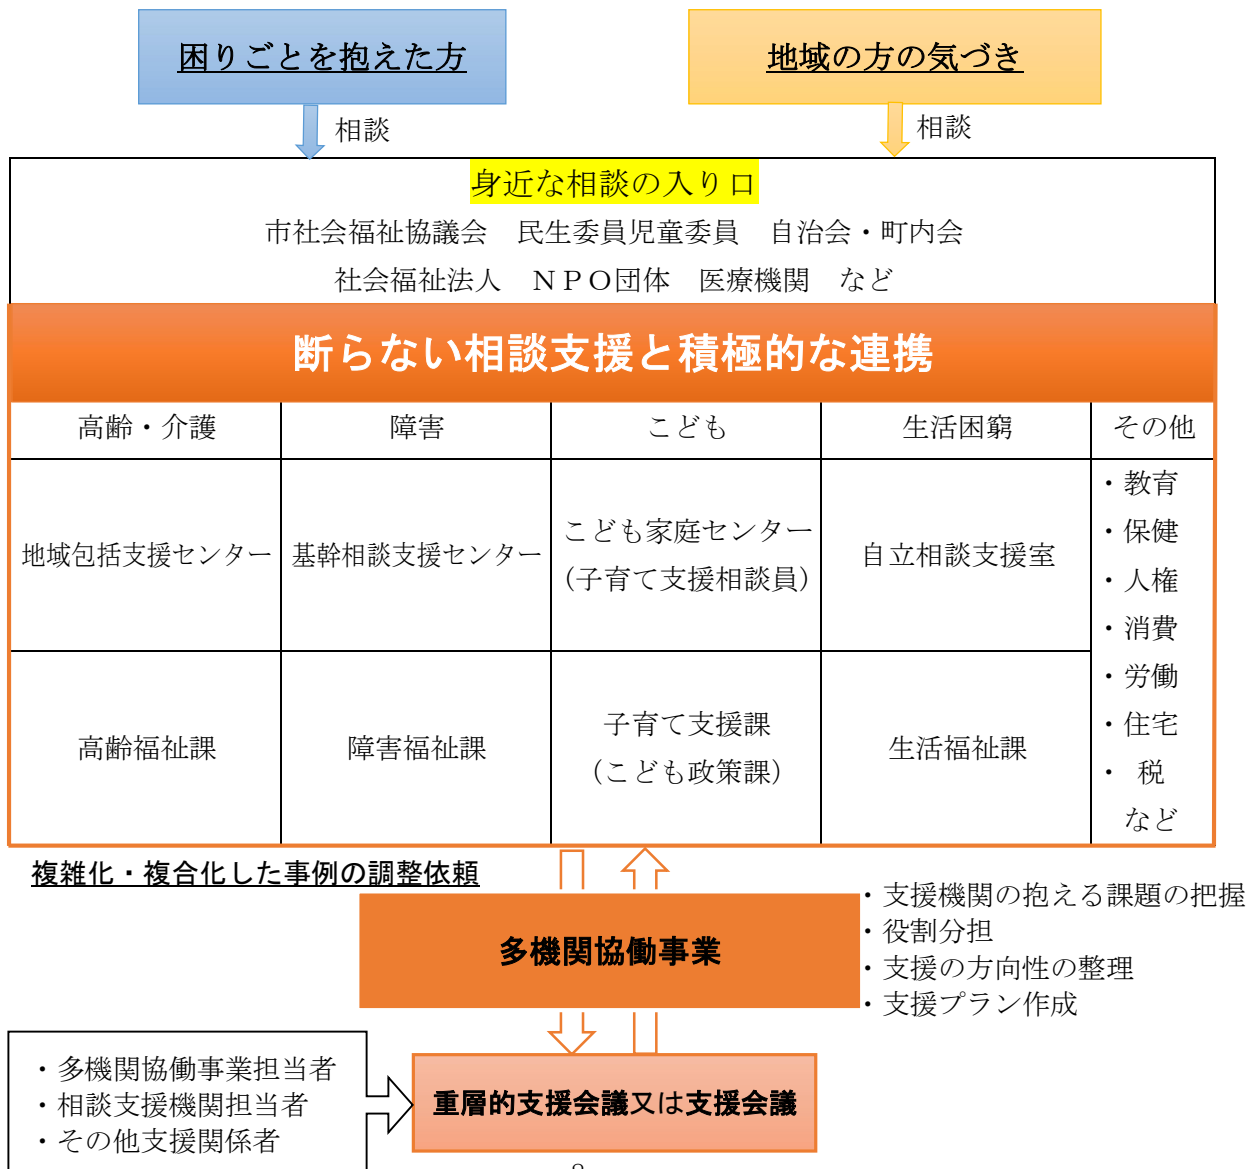 困りごとを抱えた方
地域の方の気づき
相談
相談
身近な相談の入り口
市社会福祉協議会　民生委員児童委員　自治会・町内会
社会福祉法人　ＮＰＯ団体　医療機関　など
断らない相談支援と積極的な連携
高齢・介護
障害
こども
生活困窮
その他
地域包括支援センター
基幹相談支援センター
こども家庭センター
（子育て支援相談員）
自立相談支援室
・教育
・保健
・人権
・消費
・労働
・住宅
・ 税
など
高齢福祉課
障害福祉課
子育て支援課
（こども政策課）
生活福祉課
複雑化・複合化した事例の調整依頼
多機関協働事業
・支援機関の抱える課題の把握
・役割分担
・支援の方向性の整理
・支援プラン作成
・多機関協働事業担当者
・相談支援機関担当者
・その他支援関係者
重層的支援会議又は支援会議